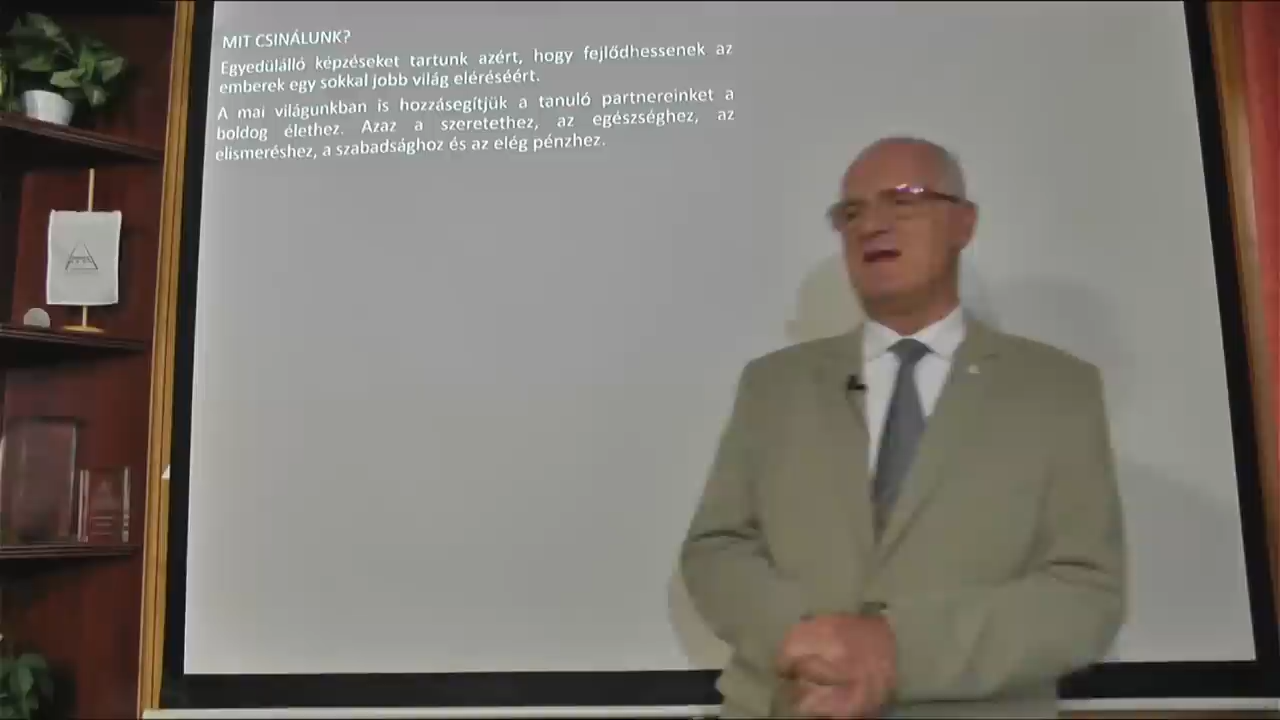 MIT CSINÁLUNK?
Egyedülálló képzéseket tartunk azért, hogy fejlődhessenek az
emberek egy sokkal jobb világ eléréséért.
A mai világunkban is hozzásegítjük a tanuló partnereinket a
boldog élethez. Azaz a szeretethez, az egészséghez, az
elismeréshez, a szabadsághoz és az elég pénzhez.